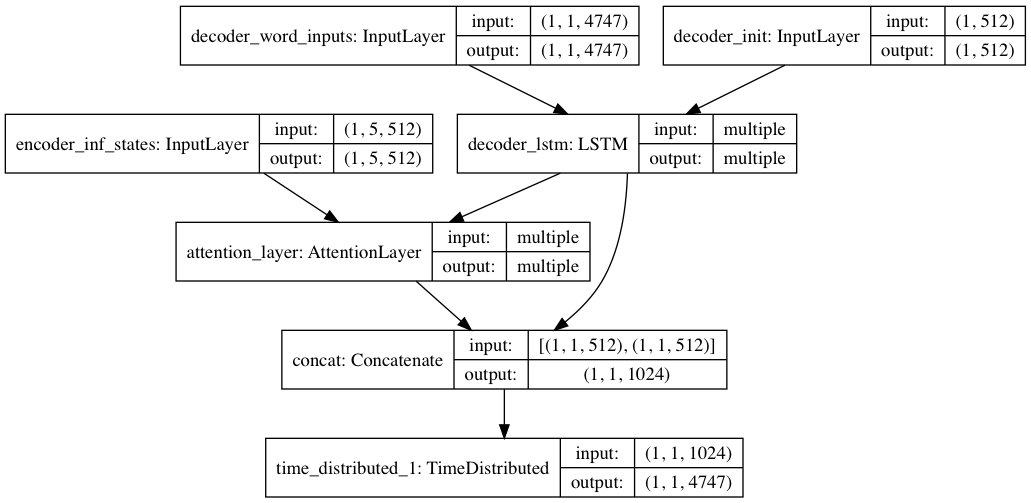 decoder_word_inputs: InputLayer
input: (1, 1, 4747)
output: (1, 1, 4747)
decoder_init: InputLayer
input: (1, 512)
output: (1, 512)
encoder_inf_states: InputLayer
input: (1, 5, 512)
output: (1, 5, 512)
decoder_lstm: LSTM
input: multiple
output: multiple
attention_layer: AttentionLayer
input: multiple
output: multiple
concat: Concatenate
input: [(1, 1, 512), (1, 1, 512)]
output: (1, 1, 1024)
time_distributed_1: TimeDistributed
input: (1, 1, 1024)
output: (1, 1, 4747)